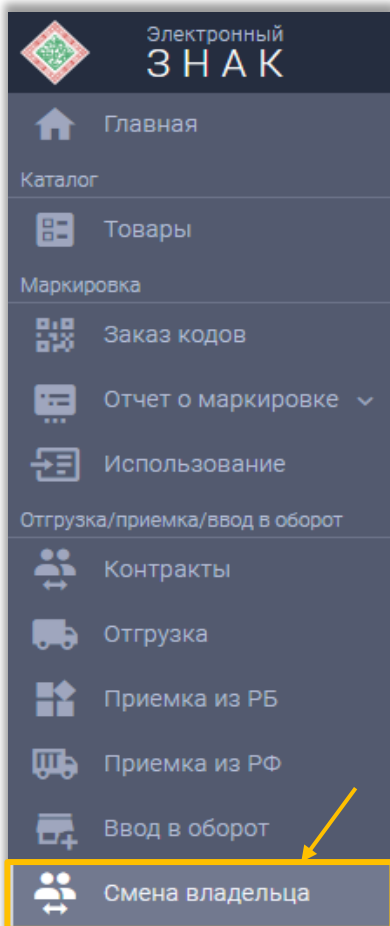 Электронный
ЗНАК
Главная
Каталог
Товары
Маркировка
Заказ кодов
Отчет о маркировке
Использование
Отгрузка/приемка/ввод в оборот
Контракты
Отгрузка
Приемка из РБ
Приемка из РФ
Ввод в оборот
Смена владельца